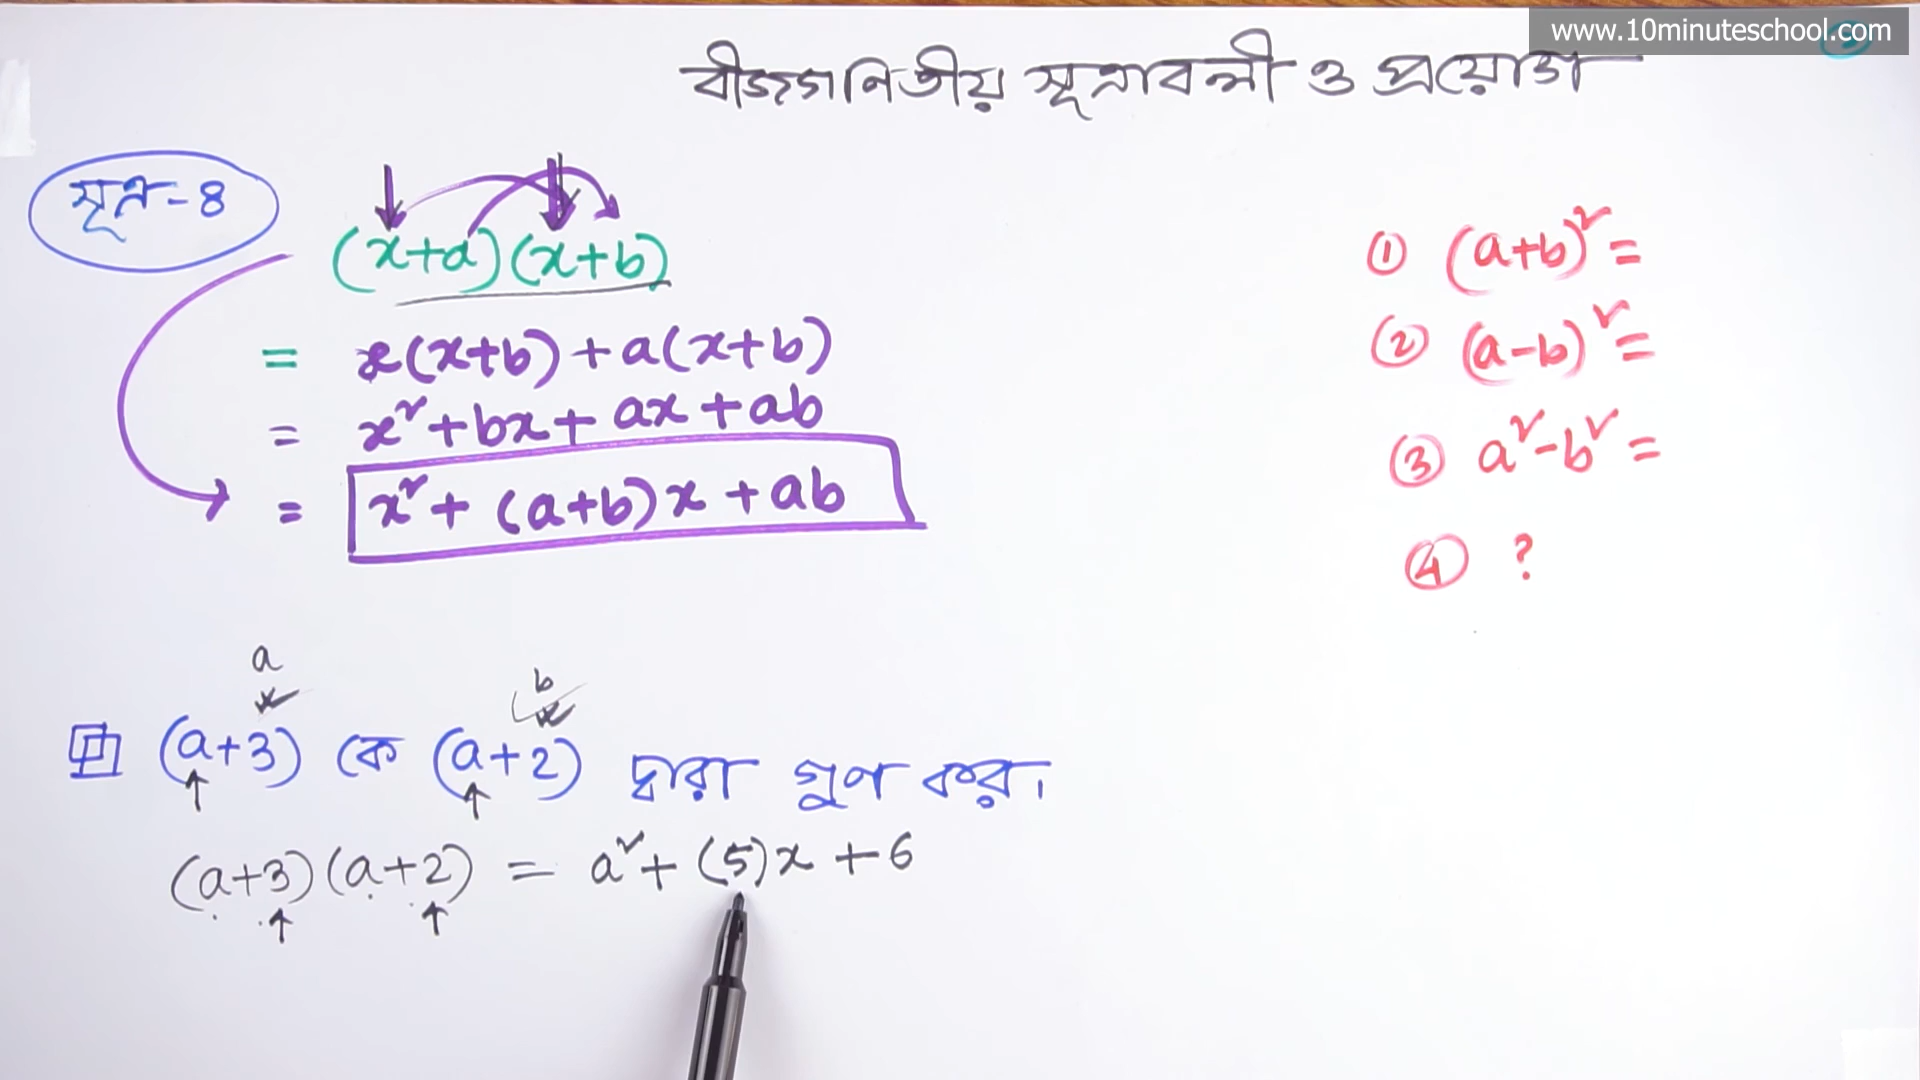 www.10minuteschool.com
বীজগণিতীয় সূত্রাবলী ও প্রয়োগ
সূত্র-৪
(x+a)(x+b)
= x(x+b)+a(x+b)
= x²+bx+ax+ab
= x²+(a+b)x+ab
① (a+b)²=
② (a-b)²=
③ a²-b²=
④ ?
a
b
(a+3) কে (a+2) দ্বারা গুণ কর।
(a+3)(a+2) = a²+(5)x+6